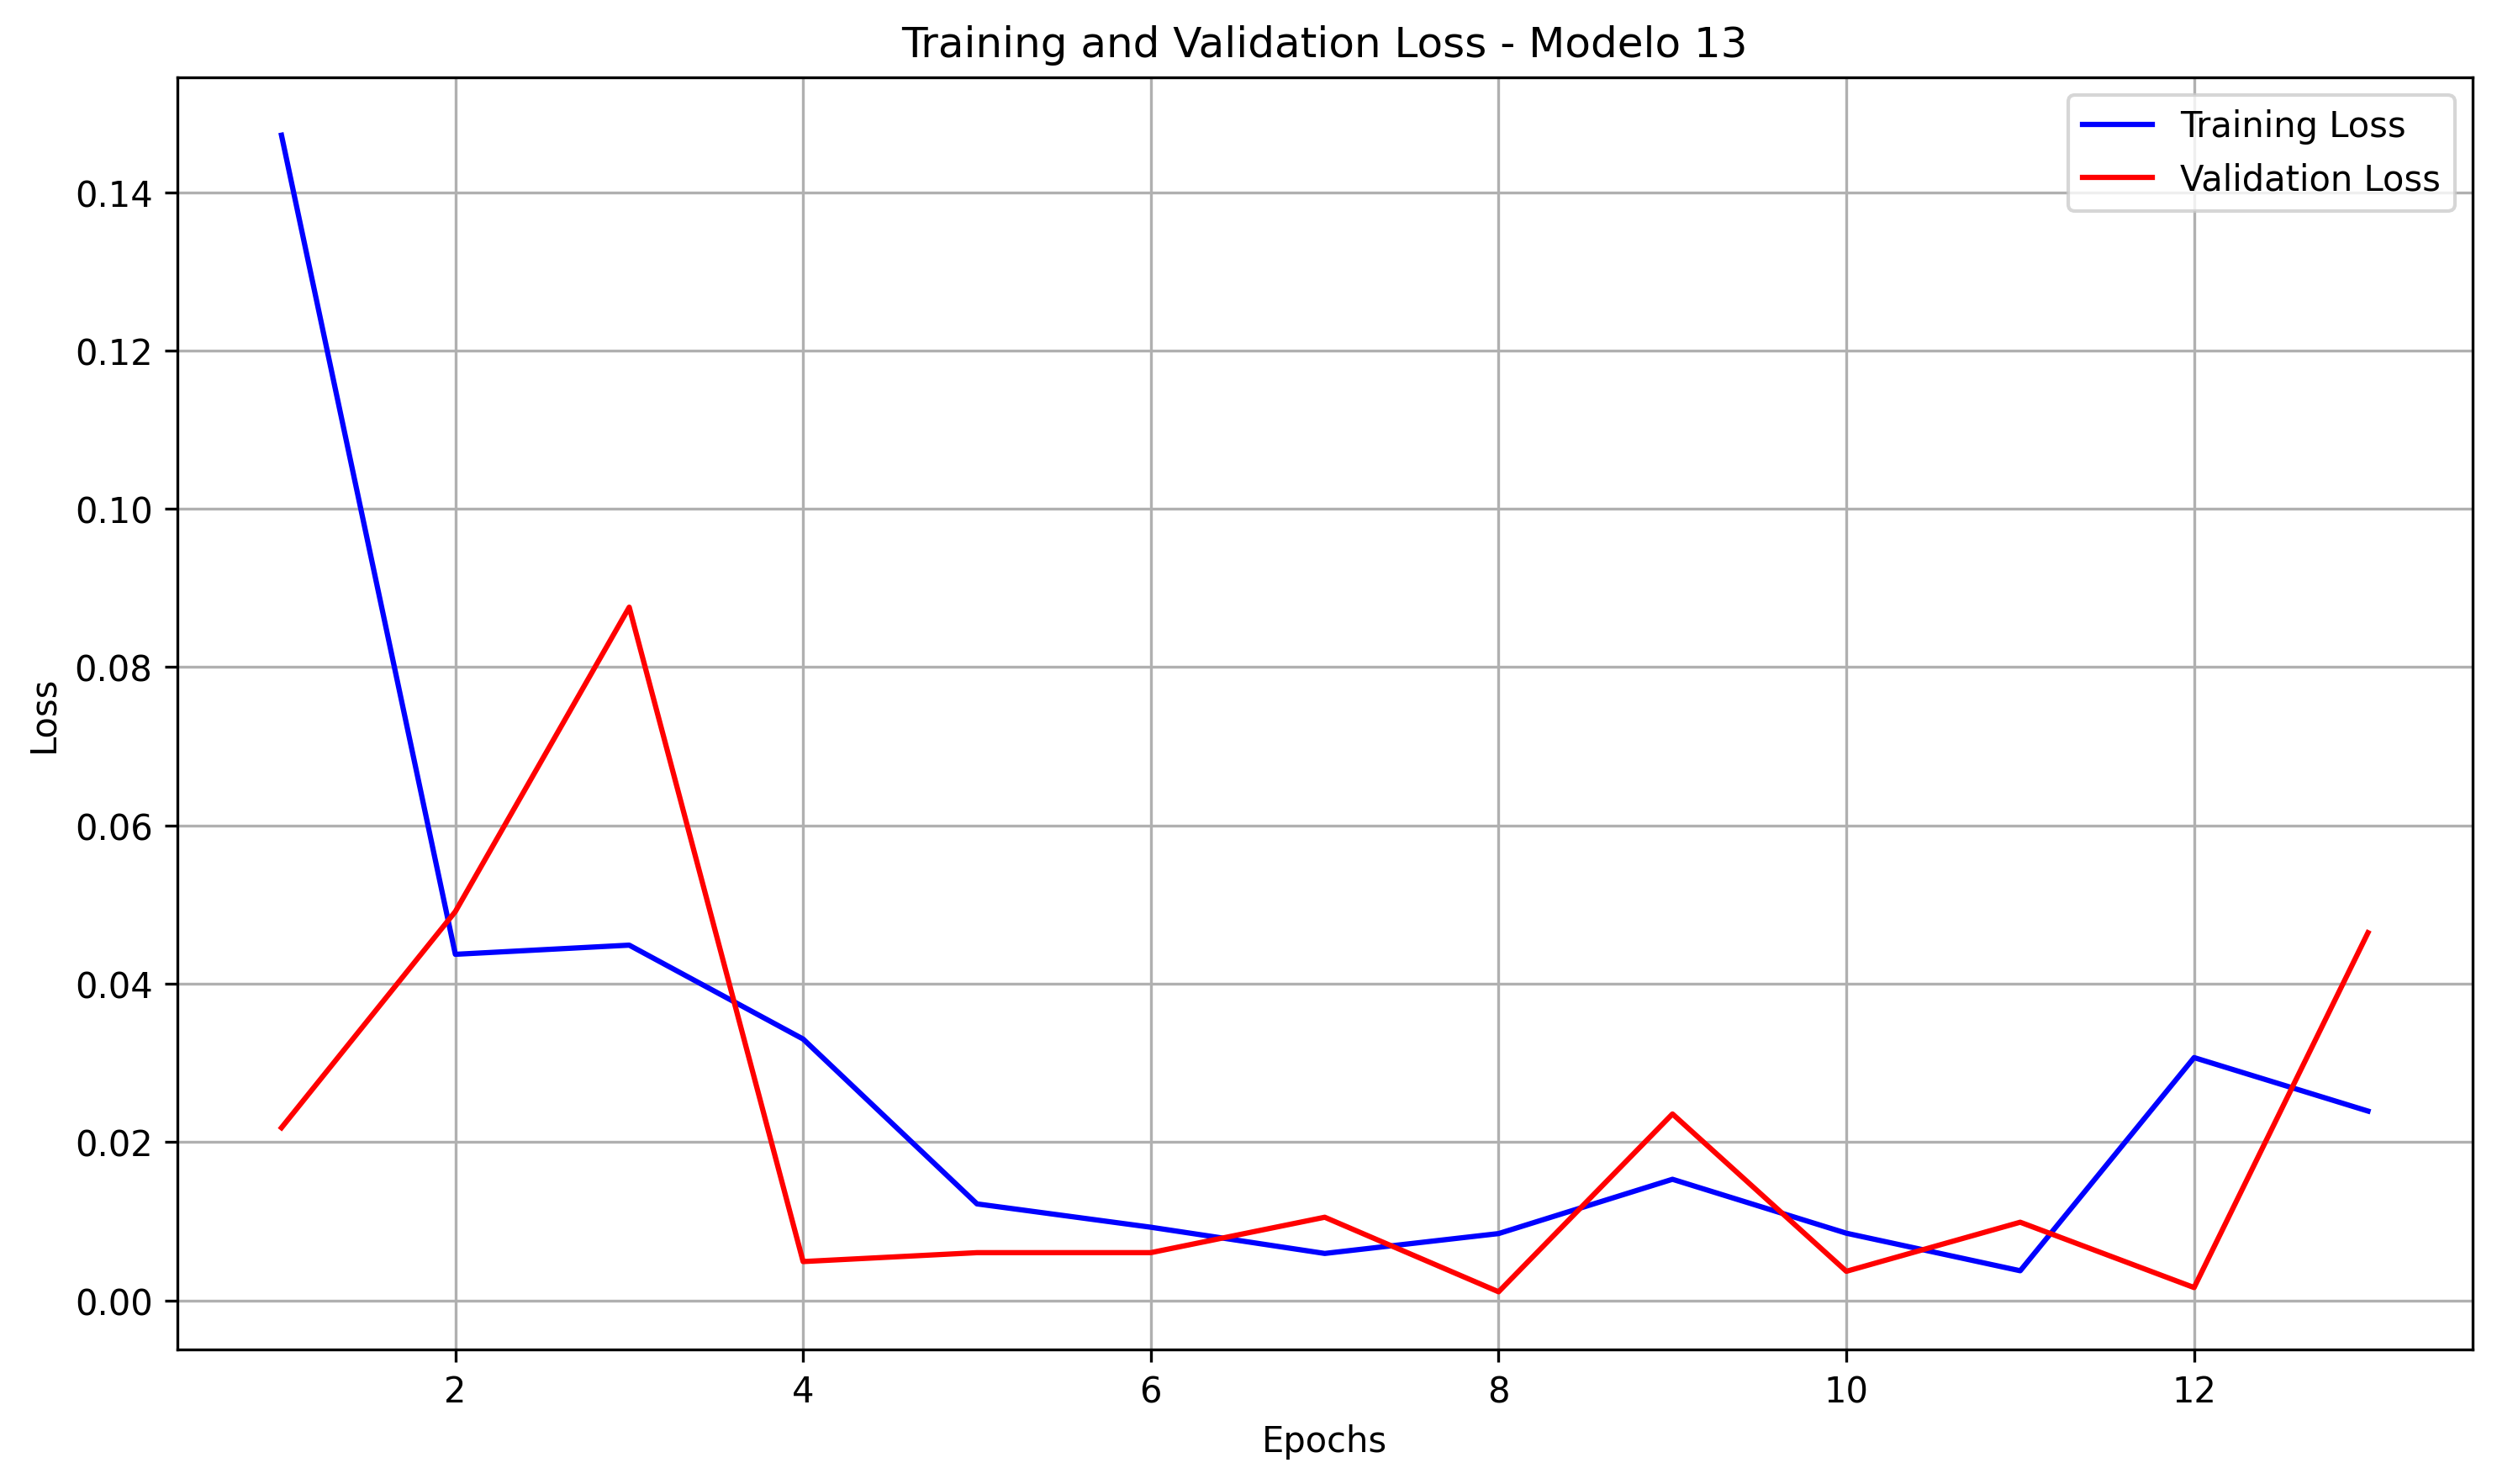 Training and Validation Loss - Modelo 13
Training Loss
Validation Loss
0.14
0.12
0.10
0.08
0.06
0.04
0.02
0.00
Loss
2 4 6 8 10 12
Epochs